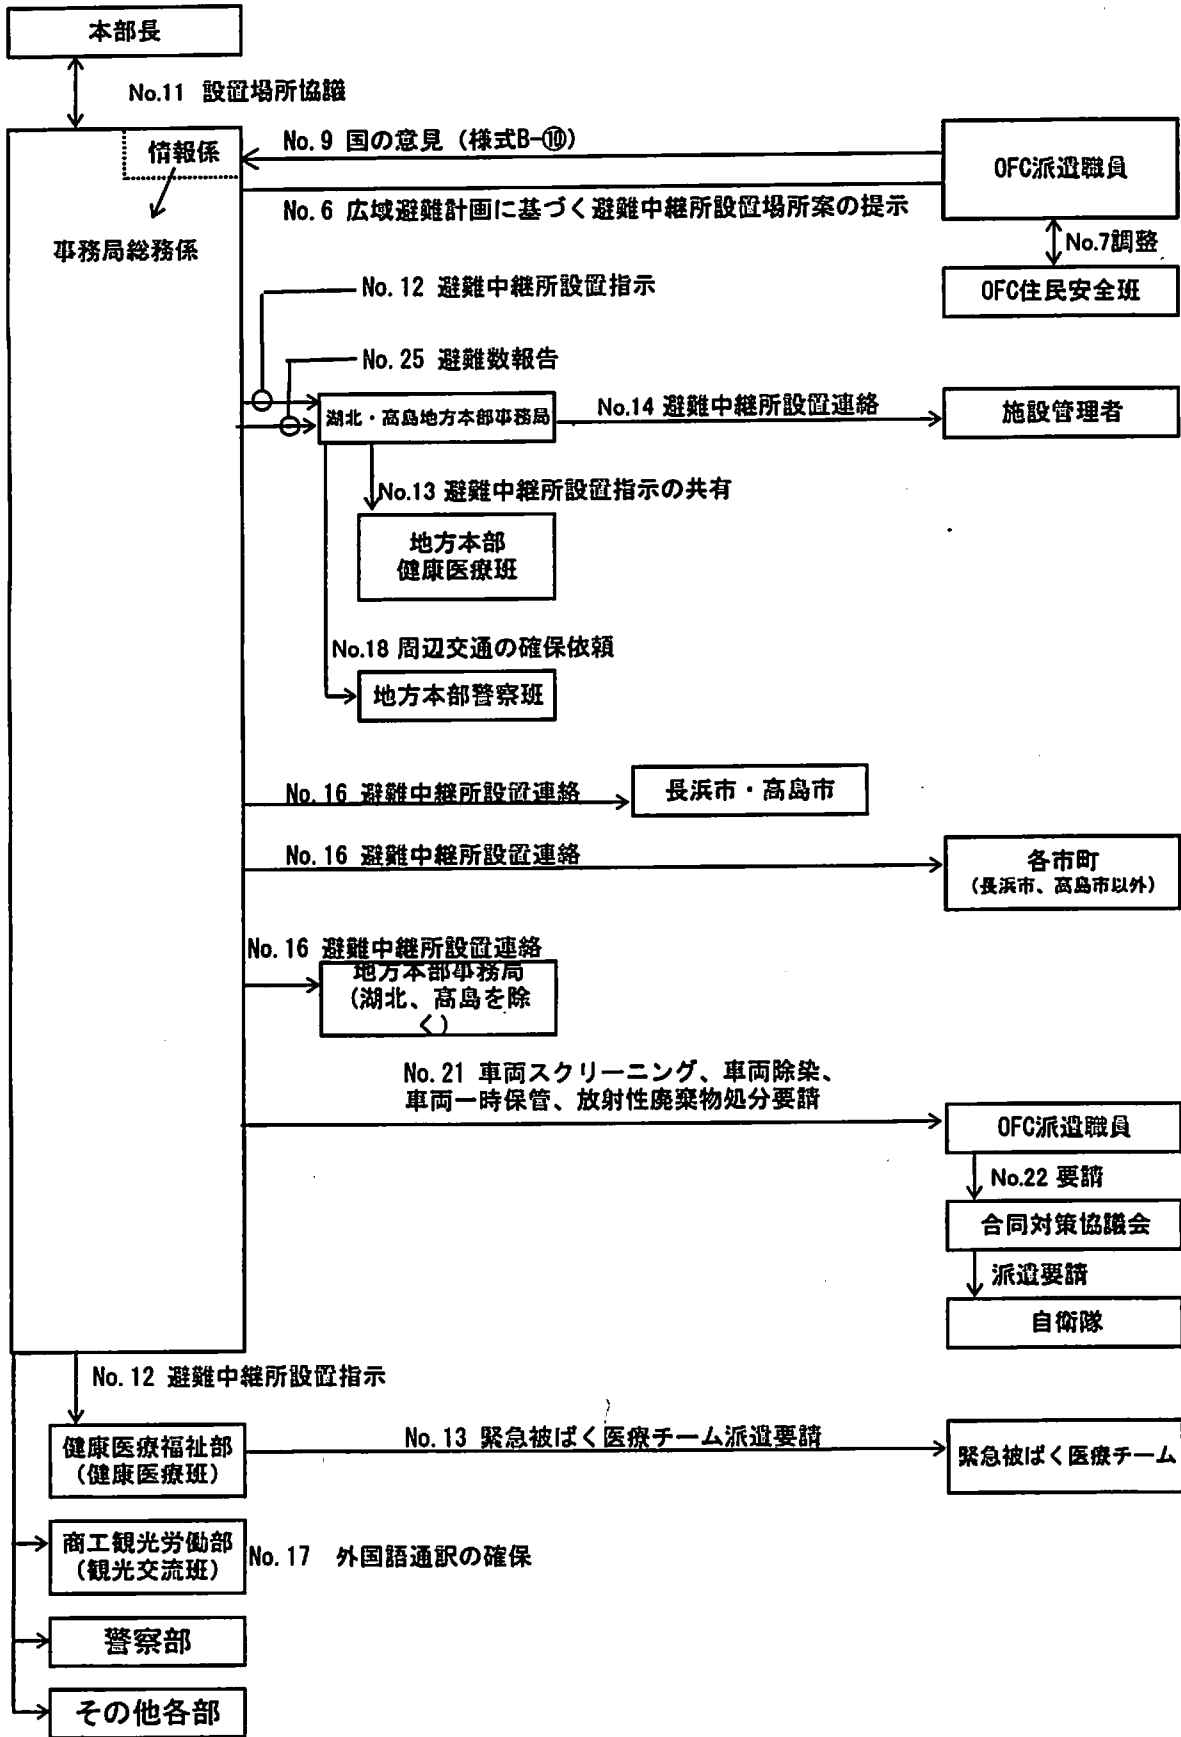 本部長
No.11 設置場所協議
情報係
No. 9 国の意見（様式B-⑩）
OFC派遣職員
No. 6 広域避難計画に基づく避難中継所設置場所案の提示
事務局総務係
No.7調整
No. 12 避難中継所設置指示
OFC住民安全班
No. 25 避難数報告
湖北・高島地方本部事務局
No.14 避難中継所設置連絡
施設管理者
No.13 避難中継所設置指示の共有
地方本部
健康医療班
No.18 周辺交通の確保依頼
地方本部警察班
No. 16 避難中継所設置連絡
長浜市・高島市
No. 16 避難中継所設置連絡
各市町
（長浜市、高島市以外）
No. 16 避難中継所設置連絡
地方本部事務局
（湖北、高島を除
く）
No. 21 車両スクリーニング、車両除染、
車両一時保管、放射性廃棄物処分要請
OFC派遣職員
No.22 要請
合同対策協議会
派遣要請
自衛隊
No. 12 避難中継所設置指示
健康医療福祉部
（健康医療班）
No. 13 緊急被ばく医療チーム派遣要請
緊急被ばく医療チーム
商工観光労働部
（観光交流班）
No. 17 外国語通訳の確保
警察部
その他各部